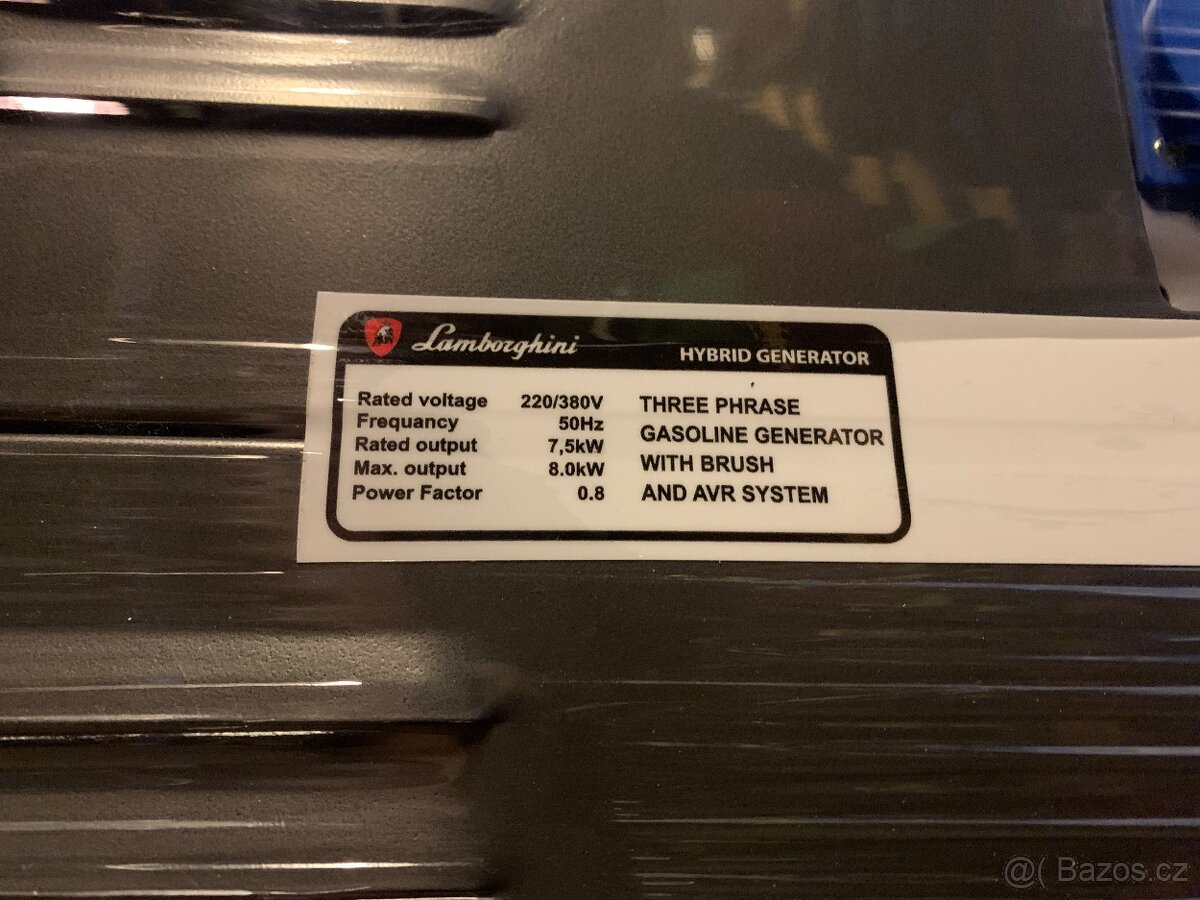 Lamborghini
HYBRID GENERATOR
Rated voltage 220/380V
Frequancy 50Hz
Rated output 7,5kW
Max. output 8.0kW
Power Factor 0.8
THREE PHRASE
GASOLINE GENERATOR
WITH BRUSH
AND AVR SYSTEM
@( Bazos.cz